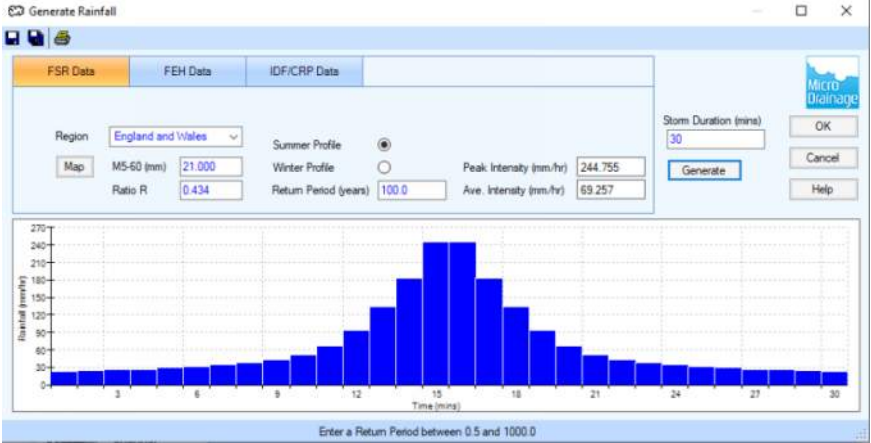 Generate Rainfall
FSR Data
FEH Data
IDF/CRP Data
Micro
Drainage
Region
England and Wales
Summer Profile
Storm Duration (mins)
30
OK
Map
M5-60 (mm)
21.000
Winter Profile
Peak Intensity (mm/hr)
244.755
Generate
Cancel
Ratio R
0.434
Return Period (years)
100.0
Ave. Intensity (mm/hr)
69.257
Help
Rainfall (mm/hr)
270
240
210
180
150
120
90
60
30
0
3 6 9 12 15 18 21 24 27 30
Time (mins)
Enter a Return Period between 0.5 and 1000.0